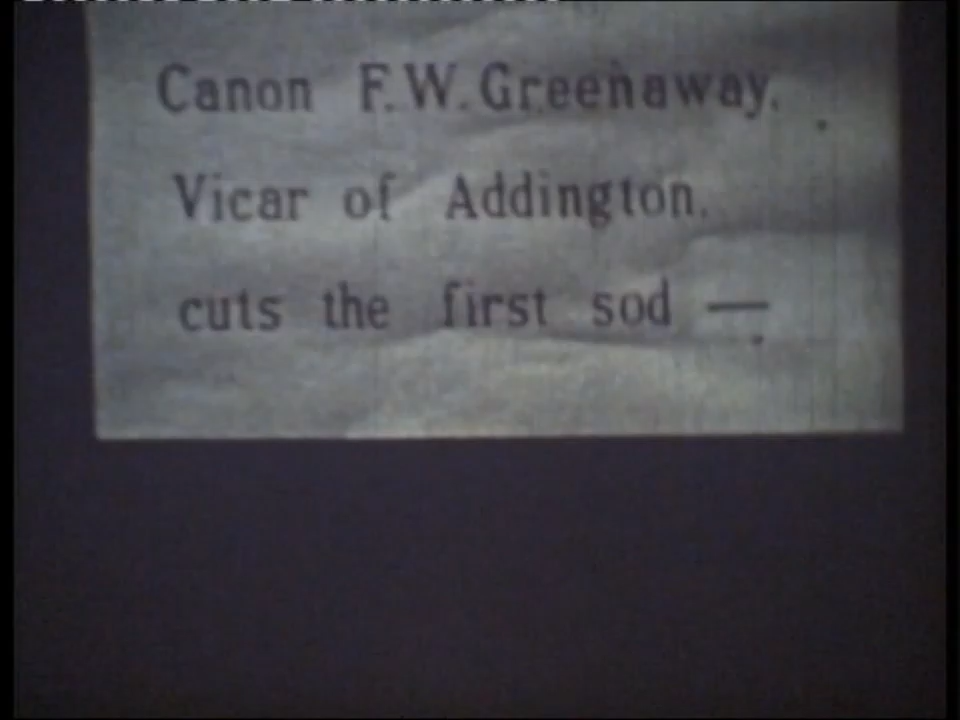 Canon F.W.Greenaway.
Vicar of Addington.
cuts the first sod —